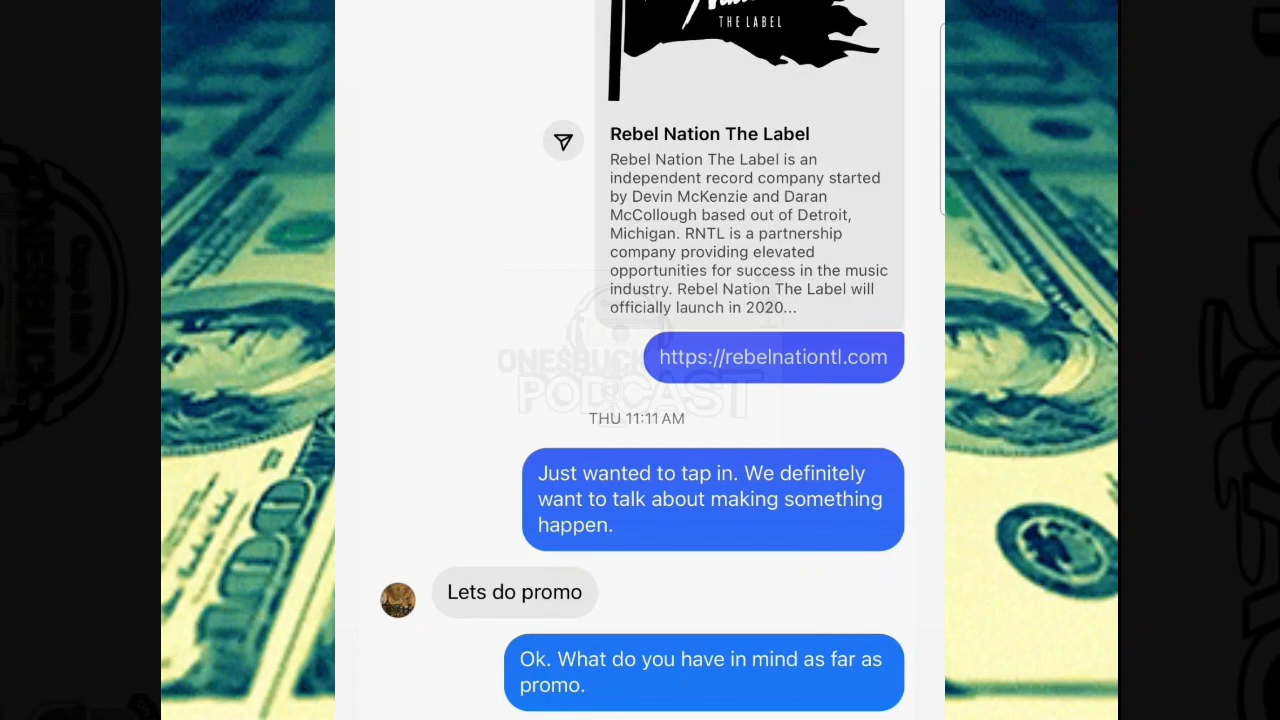 THE LABEL
Rebel Nation The Label
Rebel Nation The Label is an
independent record company started
by Devin McKenzie and Daran
McCollough based out of Detroit,
Michigan. RNTL is a partnership
company providing elevated
opportunities for success in the music
industry. Rebel Nation The Label will
officially launch in 2020...
https://rebelnationtl.com
ONE$BUCK
PODCAST
THU 11:11 AM
Just wanted to tap in. We definitely
want to talk about making something
happen.
Lets do promo
Ok. What do you have in mind as far as
promo.